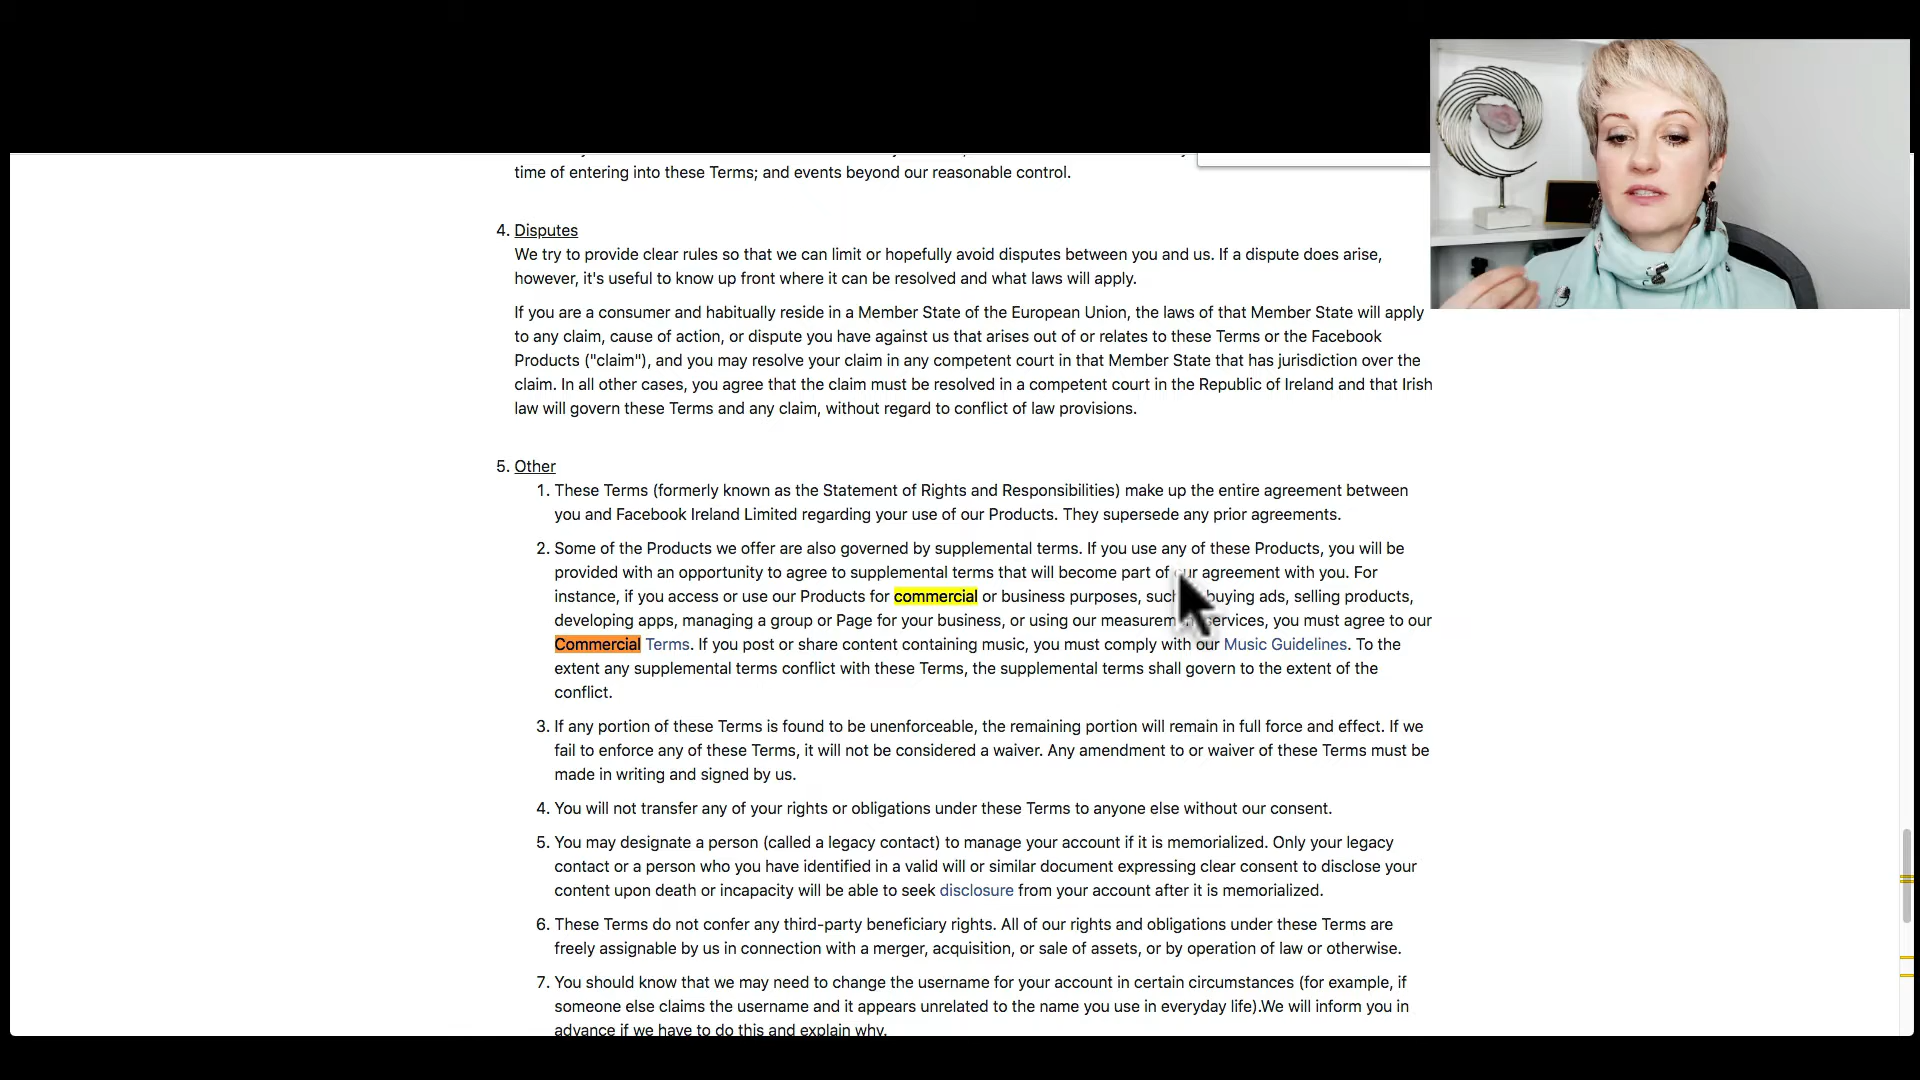 time of entering into these Terms; and events beyond our reasonable control.
4. Disputes
We try to provide clear rules so that we can limit or hopefully avoid disputes between you and us. If a dispute does arise,
however, it's useful to know up front where it can be resolved and what laws will apply.
If you are a consumer and habitually reside in a Member State of the European Union, the laws of that Member State will apply
to any claim, cause of action, or dispute you have against us that arises out of or relates to these Terms or the Facebook
Products ("claim"), and you may resolve your claim in any competent court in that Member State that has jurisdiction over the
claim. In all other cases, you agree that the claim must be resolved in a competent court in the Republic of Ireland and that Irish
law will govern these Terms and any claim, without regard to conflict of law provisions.
5. Other
1. These Terms (formerly known as the Statement of Rights and Responsibilities) make up the entire agreement between
you and Facebook Ireland Limited regarding your use of our Products. They supersede any prior agreements.
2. Some of the Products we offer are also governed by supplemental terms. If you use any of these Products, you will be
provided with an opportunity to agree to supplemental terms that will become part of our agreement with you. For
instance, if you access or use our Products for commercial or business purposes, such buying ads, selling products,
developing apps, managing a group or Page for your business, or using our measurement services, you must agree to our
Commercial Terms. If you post or share content containing music, you must comply with our Music Guidelines. To the
extent any supplemental terms conflict with these Terms, the supplemental terms shall govern to the extent of the
conflict.
3. If any portion of these Terms is found to be unenforceable, the remaining portion will remain in full force and effect. If we
fail to enforce any of these Terms, it will not be considered a waiver. Any amendment to or waiver of these Terms must be
made in writing and signed by us.
4. You will not transfer any of your rights or obligations under these Terms to anyone else without our consent.
5. You may designate a person (called a legacy contact) to manage your account if it is memorialized. Only your legacy
contact or a person who you have identified in a valid will or similar document expressing clear consent to disclose your
content upon death or incapacity will be able to seek disclosure from your account after it is memorialized.
6. These Terms do not confer any third-party beneficiary rights. All of our rights and obligations under these Terms are
freely assignable by us in connection with a merger, acquisition, or sale of assets, or by operation of law or otherwise.
7. You should know that we may need to change the username for your account in certain circumstances (for example, if
someone else claims the username and it appears unrelated to the name you use in everyday life).We will inform you in
advance if we have to do this and explain why.